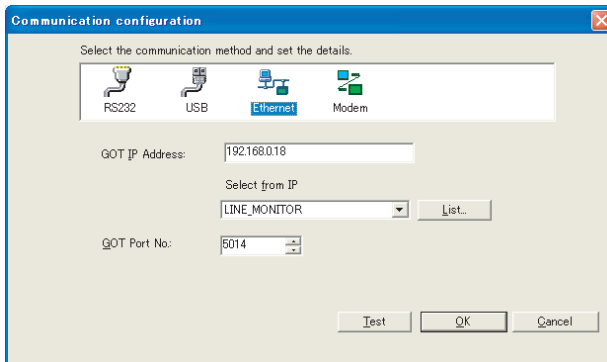 Communication configuration
Select the communication method and set the details.
RS232 USB Ethernet Modem
GOT IP Address: 192.168.0.18
Select from IP
LINE_MONITOR List...
GOT Port No.: 5014
Test OK Cancel